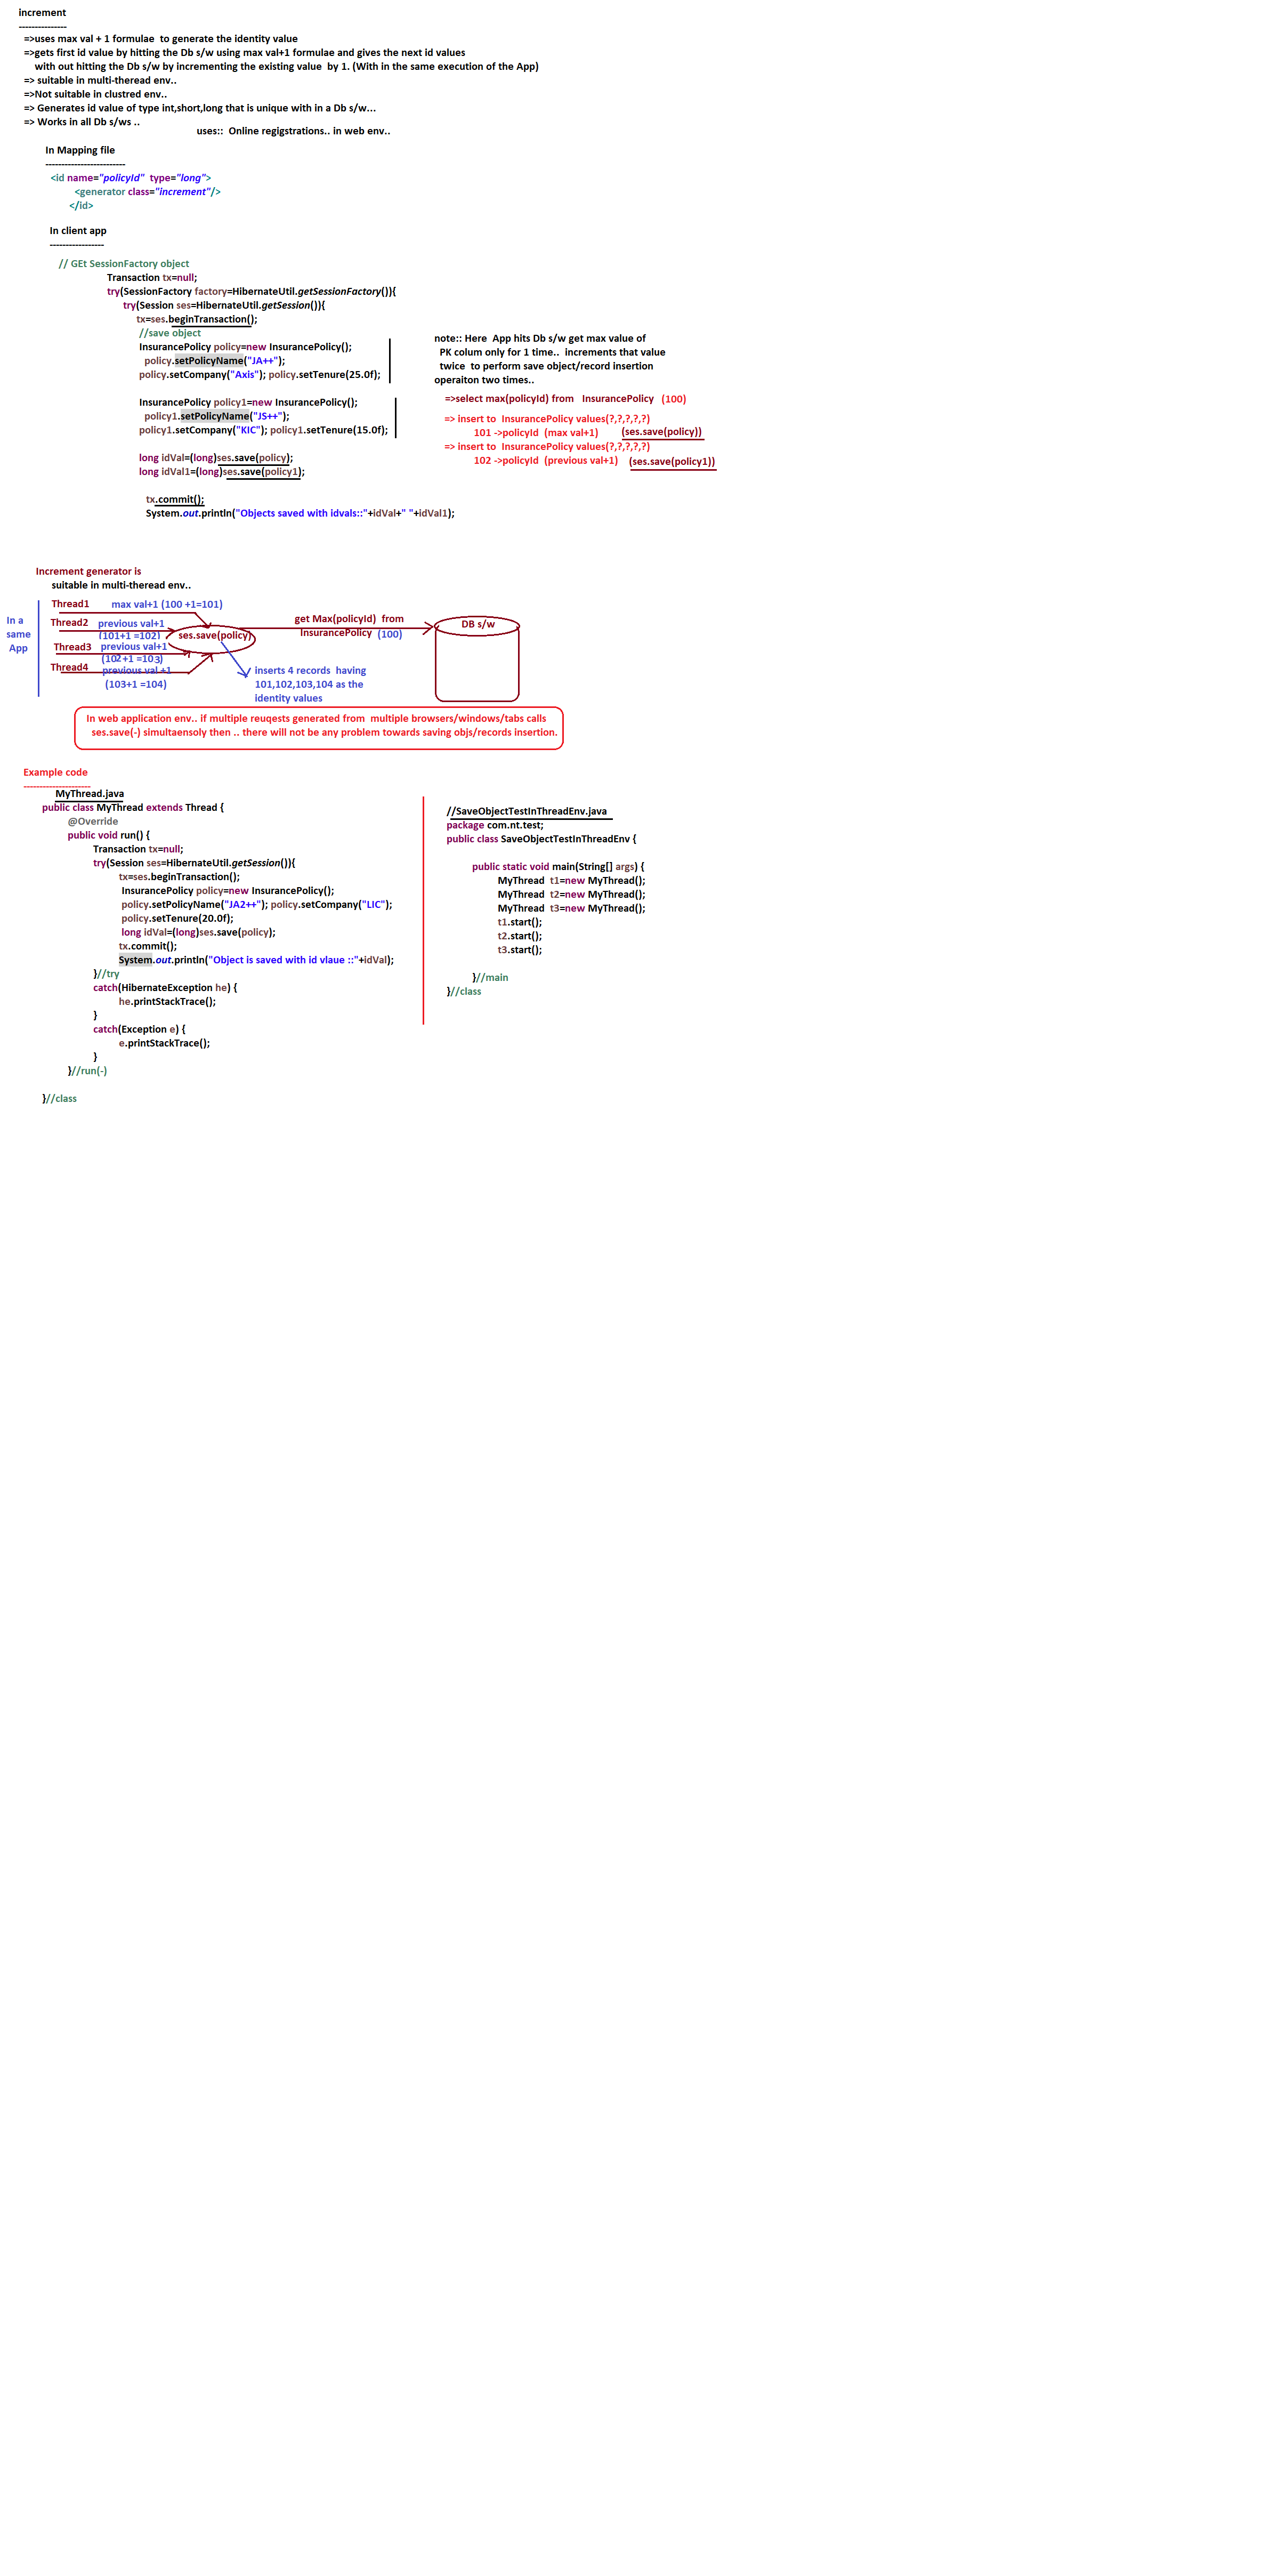 increment
---------------
=>uses max val + 1 formulae  to generate the identity value
=>gets first id value by hitting the Db s/w using max val+1 formulae and gives the next id values
with out hitting the Db s/w by incrementing the existing value  by 1. (With in the same execution of the App)
=> suitable in multi-theread env..
=>Not suitable in clustred env..
=> Generates id value of type int,short,long that is unique with in a Db s/w...
=> Works in all Db s/ws ..
uses::  Online regigstrations.. in web env..
In Mapping file
-------------------------
<id name="policyId"  type="long">
<generator class="increment"/>
</id>
In client app
-----------------
// GEt SessionFactory object
Transaction tx=null;
try(SessionFactory factory=HibernateUtil.getSessionFactory()){
try(Session ses=HibernateUtil.getSession()){
tx=ses.beginTransaction();
//save object
InsurancePolicy policy=new InsurancePolicy();
policy.setPolicyName("JA++");
policy.setCompany("Axis"); policy.setTenure(25.0f);
InsurancePolicy policy1=new InsurancePolicy();
policy1.setPolicyName("JS++");
policy1.setCompany("KIC"); policy1.setTenure(15.0f);
long idVal=(long)ses.save(policy);
long idVal1=(long)ses.save(policy1);
tx.commit();
System.out.println("Objects saved with idvals::"+idVal+" "+idVal1);
note:: Here  App hits Db s/w get max value of
PK colum only for 1 time..  increments that value
twice  to perform save object/record insertion
operaiton two times..
=>select max(policyId) from   InsurancePolicy   (100)
=> insert to  InsurancePolicy values(?,?,?,?,?)
101 ->policyId  (max val+1)   (ses.save(policy))
=> insert to  InsurancePolicy values(?,?,?,?,?)
102 ->policyId  (previous val+1)   (ses.save(policy1))
Increment generator is
suitable in multi-theread env..
In a
same
App
Thread1   max val+1 (100 +1=101)
Thread2   previous val+1
(101+1 =102)
Thread3   previous val+1
(102+1 =103)
Thread4   previous val +1
(103+1 =104)
ses.save(policy)
get Max(policyId)  from
InsurancePolicy  (100)
DB s/w
inserts 4 records  having
101,102,103,104 as the
identity values
In web application env.. if multiple reuqests generated from  multiple browsers/windows/tabs calls
ses.save(-) simultaensoly then .. there will not be any problem towards saving objs/records insertion.
Example code
---------------------
MyThread.java
public class MyThread extends Thread {
@Override
public void run() {
Transaction tx=null;
try(Session ses=HibernateUtil.getSession()){
tx=ses.beginTransaction();
InsurancePolicy policy=new InsurancePolicy();
policy.setPolicyName("JA2++"); policy.setCompany("LIC");
policy.setTenure(20.0f);
long idVal=(long)ses.save(policy);
tx.commit();
System.out.println("Object is saved with id vlaue ::"+idVal);
}//try
catch(HibernateException he) {
he.printStackTrace();
}
catch(Exception e) {
e.printStackTrace();
}
}//run(-)
}//class
//SaveObjectTestInThreadEnv.java
package com.nt.test;
public class SaveObjectTestInThreadEnv {
public static void main(String[] args) {
MyThread  t1=new MyThread();
MyThread  t2=new MyThread();
MyThread  t3=new MyThread();
t1.start();
t2.start();
t3.start();
}//main
}//class